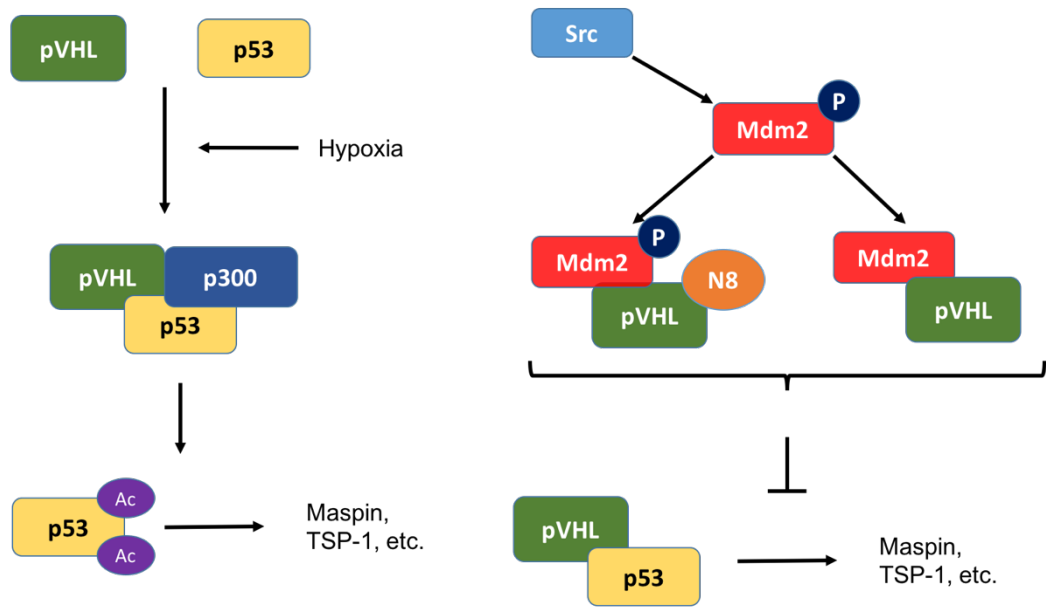 pVHL
p53
Hypoxia
pVHL
p300
p53
Ac
p53
Ac
Maspin,
TSP-1, etc.
Src
P
Mdm2
P
Mdm2
N8
pVHL
Mdm2
pVHL
pVHL
p53
Maspin,
TSP-1, etc.